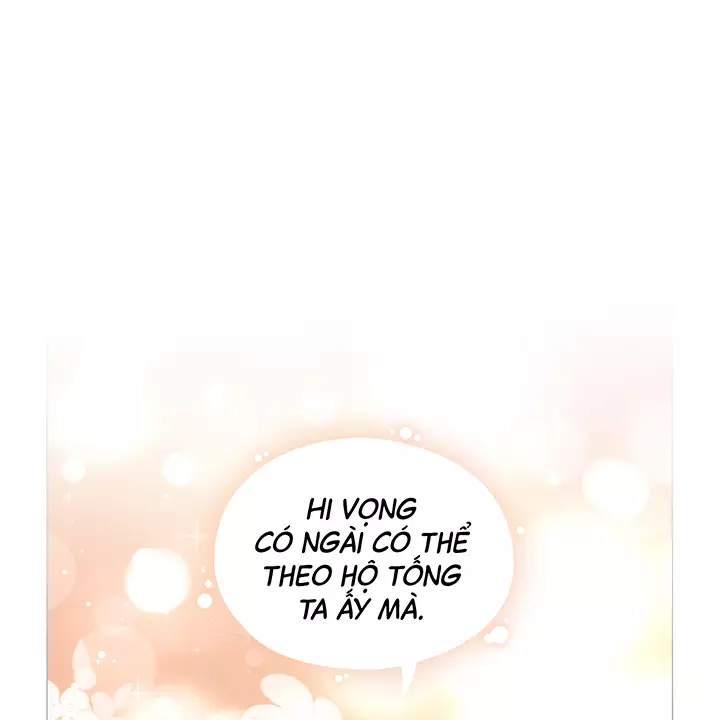 HI VỌNG
CÓ NGÀI CÓ THỂ
THEO HỘ TỐNG
TA ẤY MÀ.